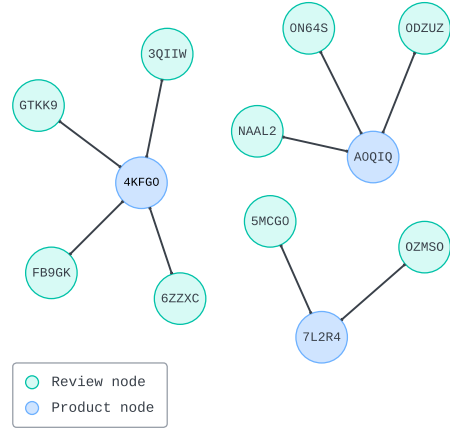 ON64S
ODZUZ
3QIIW
GTKK9
NAAL2
AOQIQ
4KFGO
5MCGO
OZMSO
FB9GK
6ZZXC
7L2R4
Review node
Product node